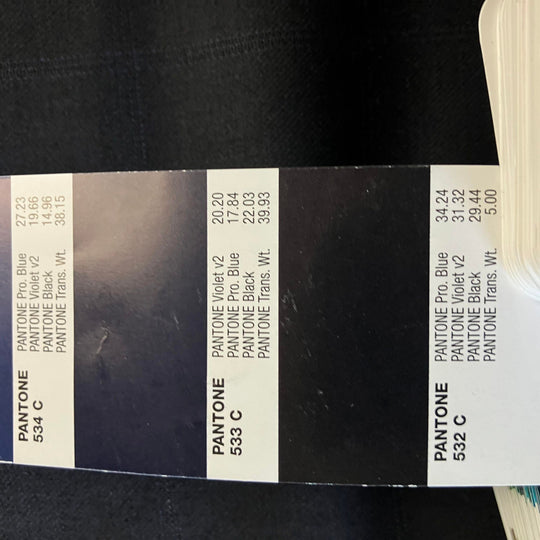 PANTONE
534 C
PANTONE Pro. Blue 27.23
PANTONE Violet v2 19.66
PANTONE Black 14.96
PANTONE Trans. Wt. 38.15
PANTONE
533 C
PANTONE Violet v2 20.20
PANTONE Pro. Blue 17.84
PANTONE Black 22.03
PANTONE Trans. Wt. 39.93
PANTONE
532 C
PANTONE Pro. Blue 34.24
PANTONE Violet v2 31.32
PANTONE Black 29.44
PANTONE Trans. Wt. 5.00